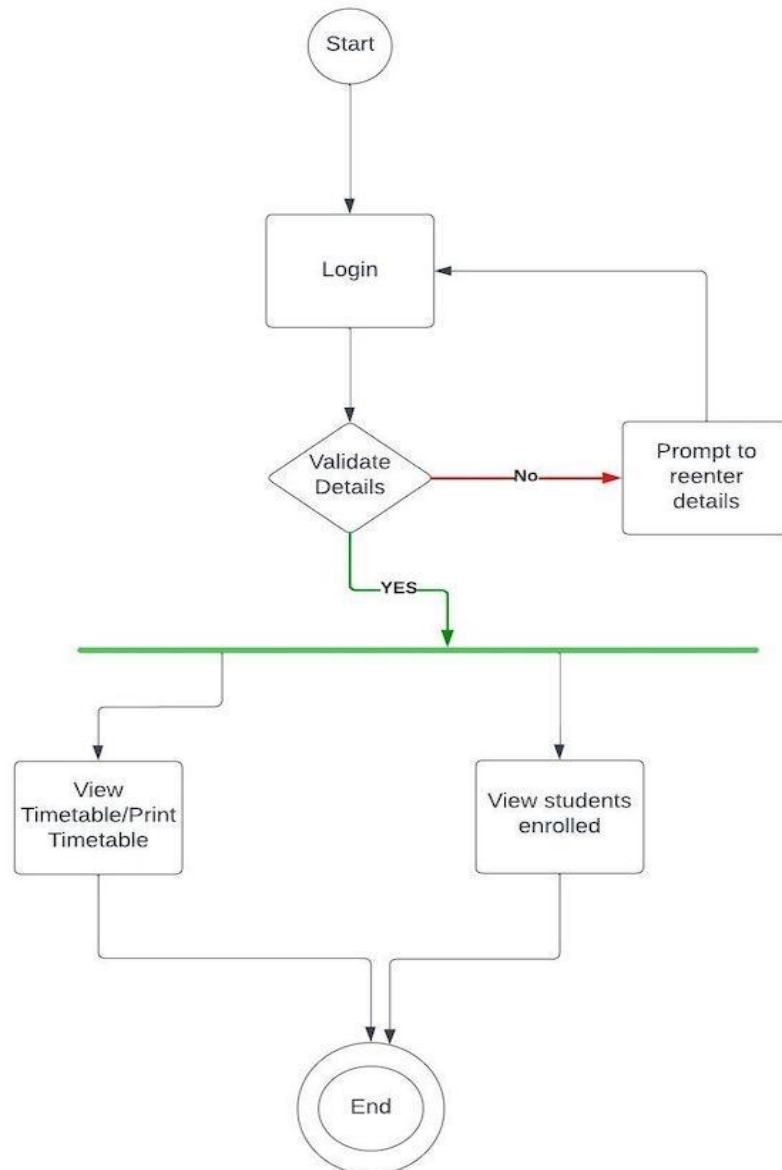 Start
Login
Validate
Details
No
Prompt to
reenter
details
YES
View
Timetable/Print
Timetable
View students
enrolled
End